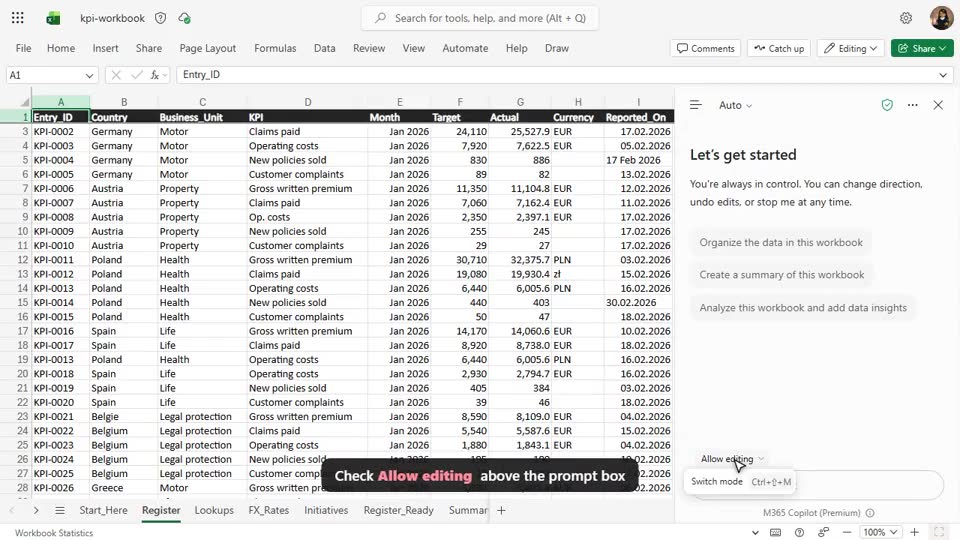 kpi-workbook
Search for tools, help, and more (Alt + Q)
File Home Insert Share Page Layout Formulas Data Review View Automate Help Draw
Comments Catch up Editing Share
A1 fx Entry_ID
A B C D E F G H I
1 Entry_ID Country Business_Unit KPI Month Target Actual Currency Reported_On
3 KPI-0002 Germany Motor Claims paid Jan 2026 24,110 25,527.9 EUR 17.02.2026
4 KPI-0003 Germany Motor Operating costs Jan 2026 7,920 7,622.5 EUR 05.02.2026
5 KPI-0004 Germany Motor New policies sold Jan 2026 830 886 17 Feb 2026
6 KPI-0005 Germany Motor Customer complaints Jan 2026 89 82 13.02.2026
7 KPI-0006 Austria Property Gross written premium Jan 2026 11,350 11,104.8 EUR 12.02.2026
8 KPI-0007 Austria Property Claims paid Jan 2026 7,060 7,162.4 EUR 11.02.2026
9 KPI-0008 Austria Property Op. costs Jan 2026 2,350 2,397.1 EUR 17.02.2026
10 KPI-0009 Austria Property New policies sold Jan 2026 255 245 17.02.2026
11 KPI-0010 Austria Property Customer complaints Jan 2026 29 27 17.02.2026
12 KPI-0011 Poland Health Gross written premium Jan 2026 30,710 32,375.7 PLN 03.02.2026
13 KPI-0012 Poland Health Claims paid Jan 2026 19,080 19,930.4 zł 15.02.2026
14 KPI-0013 Poland Health Operating costs Jan 2026 6,440 6,005.6 PLN 16.02.2026
15 KPI-0014 Poland Health New policies sold Jan 2026 440 403 30.02.2026
16 KPI-0015 Poland Health Customer complaints Jan 2026 50 47 18.02.2026
17 KPI-0016 Spain Life Gross written premium Jan 2026 14,170 14,060.6 EUR 10.02.2026
18 KPI-0017 Spain Life Claims paid Jan 2026 8,920 8,738.0 EUR 18.02.2026
19 KPI-0013 Poland Health Operating costs Jan 2026 6,440 6,005.6 PLN 16.02.2026
20 KPI-0018 Spain Life Operating costs Jan 2026 2,930 2,794.7 EUR 16.02.2026
21 KPI-0019 Spain Life New policies sold Jan 2026 405 384 03.02.2026
22 KPI-0020 Spain Life Customer complaints Jan 2026 39 46 18.02.2026
23 KPI-0021 Belgie Legal protection Gross written premium Jan 2026 8,590 8,109.0 EUR 04.02.2026
24 KPI-0022 Belgium Legal protection Claims paid Jan 2026 5,540 5,587.6 EUR 15.02.2026
25 KPI-0023 Belgium Legal protection Operating costs Jan 2026 1,880 1,843.1 EUR 04.02.2026
26 KPI-0024 Belgium Legal protection New policies sold
27 KPI-0025 Belgium Legal protection Customer
28 KPI-0026 Greece Motor Gross written
Start_Here Register Lookups FX_Rates Initiatives Register_Ready Summar
Workbook Statistics
100%
Auto
Let's get started
You're always in control. You can change direction,
undo edits, or stop me at any time.
Organize the data in this workbook
Create a summary of this workbook
Analyze this workbook and add data insights
Allow editing
Switch mode Ctrl+⇧+M
M365 Copilot (Premium)
Check Allow editing above the prompt box